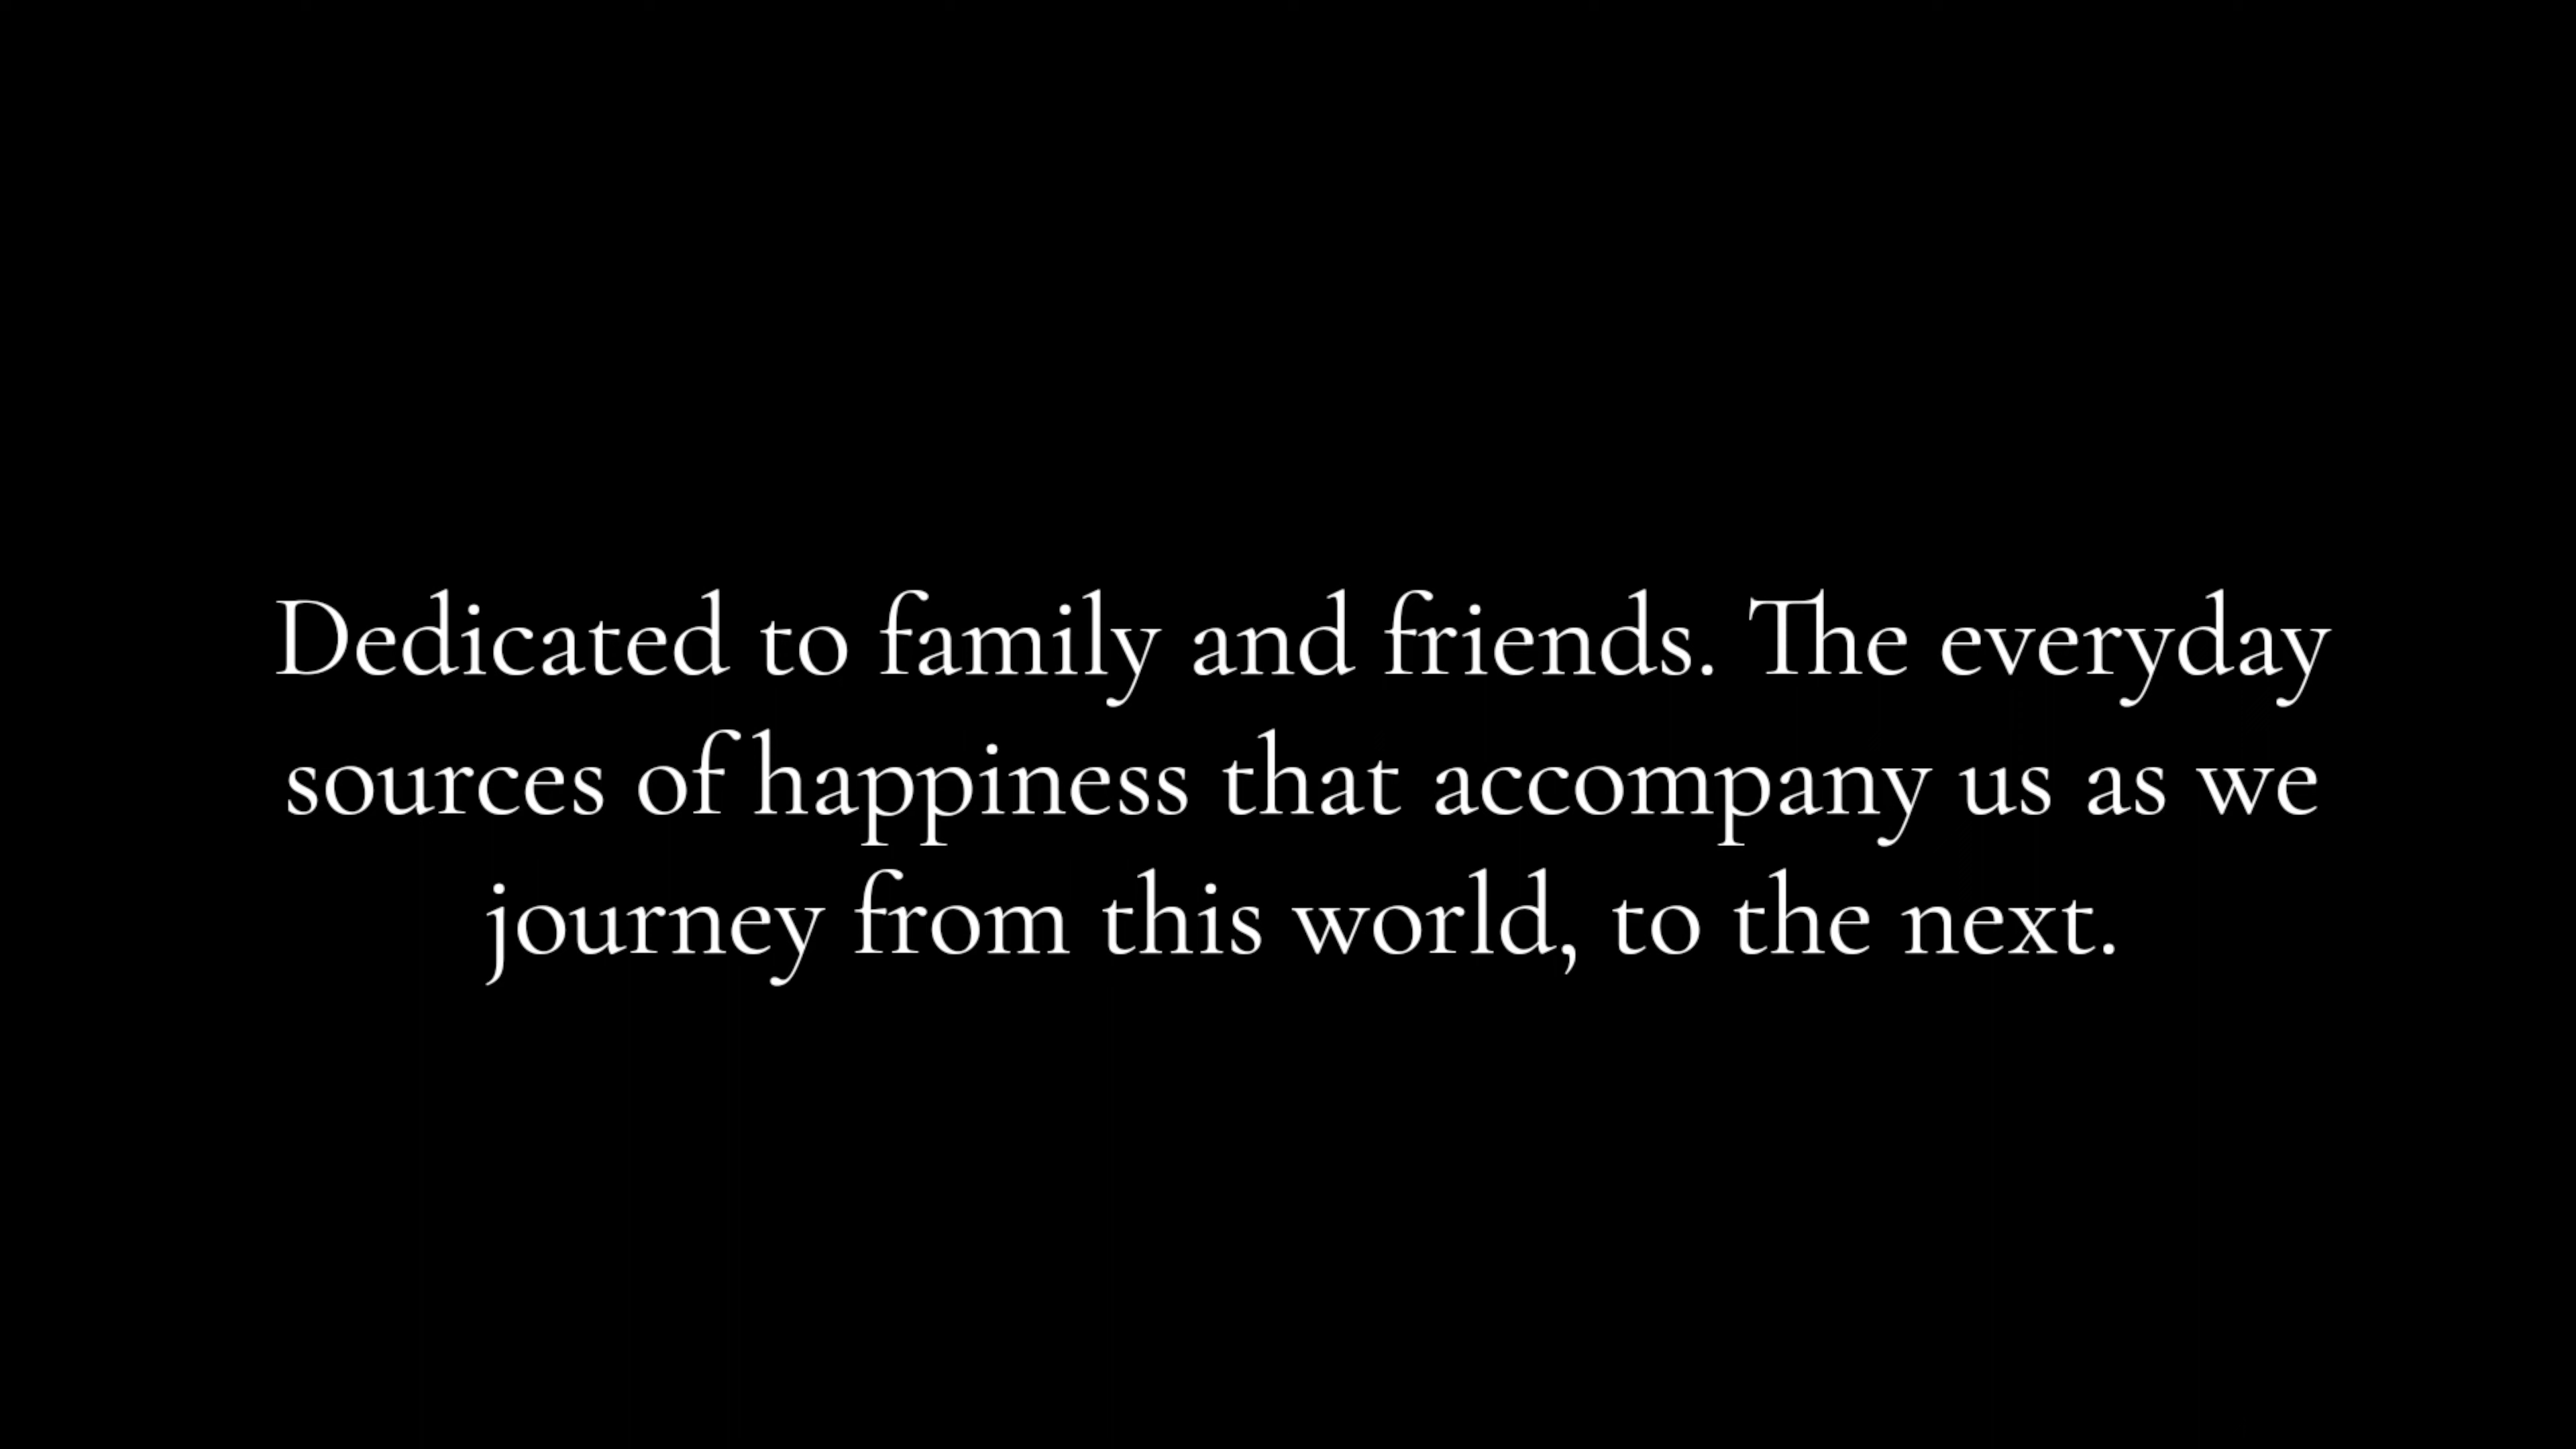 Dedicated to family and friends. The everyday
sources of happiness that accompany us as we
journey from this world, to the next.